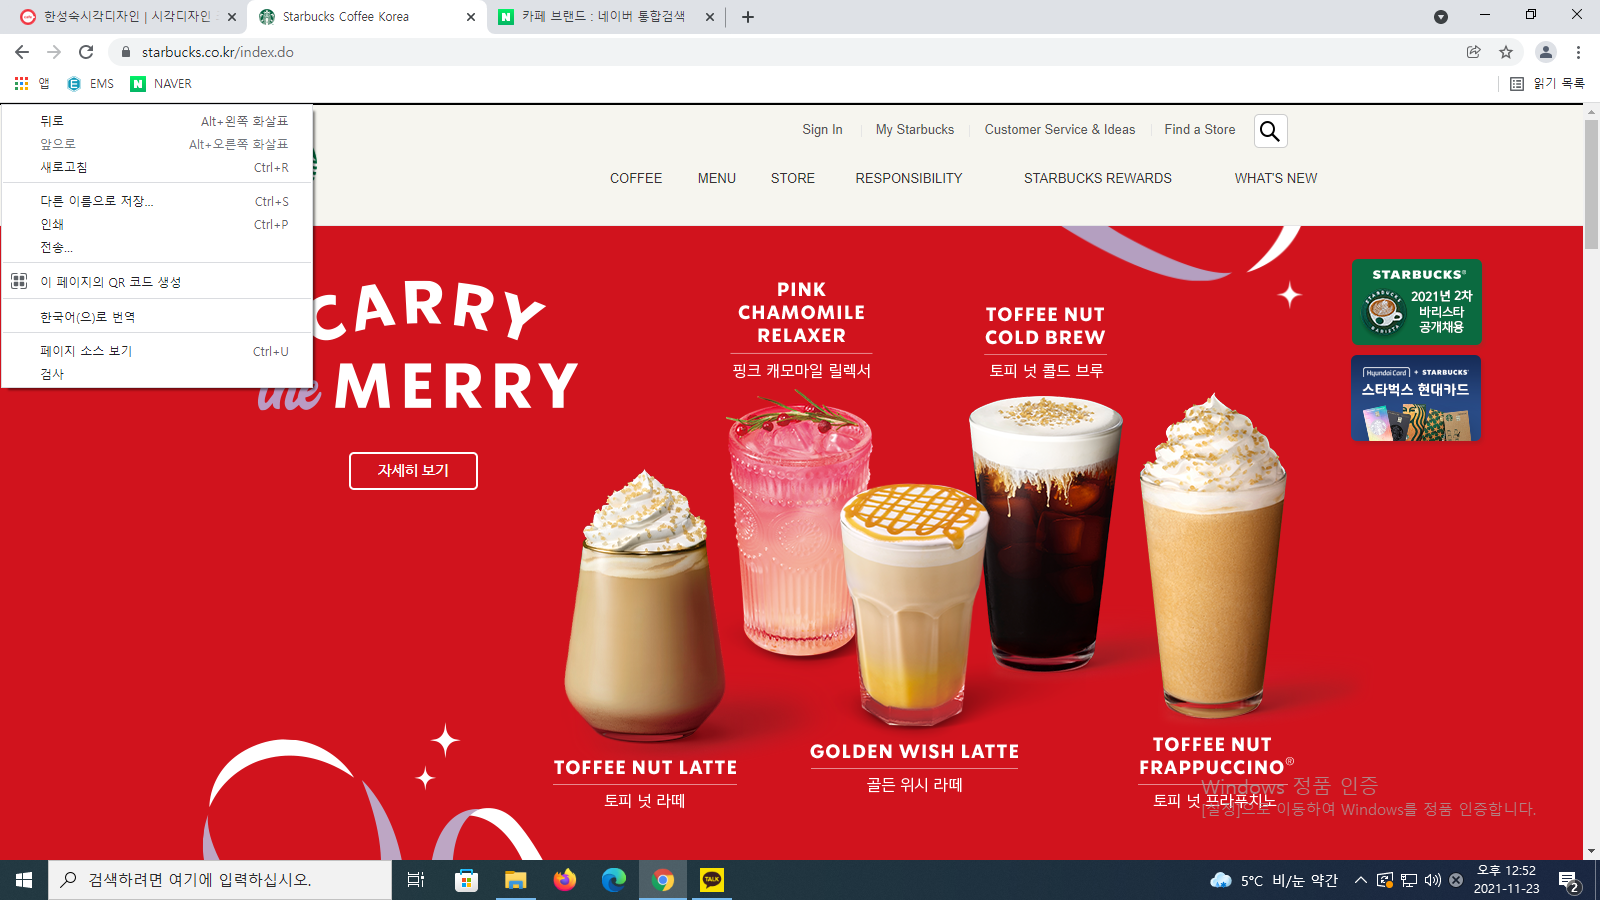 한성숙시각디자인 | 시각디자인
Starbucks Coffee Korea
카페 브랜드 : 네이버 통합검색
starbucks.co.kr/index.do
앱
EMS
NAVER
읽기 목록
뒤로 Alt+왼쪽 화살표
앞으로 Alt+오른쪽 화살표
새로고침 Ctrl+R
다른 이름으로 저장... Ctrl+S
인쇄 Ctrl+P
전송...
이 페이지의 QR 코드 생성
한국어(으)로 번역
페이지 소스 보기 Ctrl+U
검사
Sign In
My Starbucks
Customer Service & Ideas
Find a Store
COFFEE
MENU
STORE
RESPONSIBILITY
STARBUCKS REWARDS
WHAT'S NEW
CARRY
the MERRY
자세히 보기
PINK
CHAMOMILE
RELAXER
핑크 캐모마일 릴렉서
TOFFEE NUT
COLD BREW
토피 넛 콜드 브루
STARBUCKS®
2021년 2차
바리스타
공개채용
STARBUCKS
BARISTA
HyundaiCard + STARBUCKS
스타벅스 현대카드
TOFFEE NUT LATTE
토피 넛 라떼
GOLDEN WISH LATTE
골든 위시 라떼
TOFFEE NUT
FRAPPUCCINO®
토피 넛 프라푸치노
Windows 정품 인증
[설정]으로 이동하여 Windows를 정품 인증합니다.
검색하려면 여기에 입력하십시오.
TALK
5°C 비/눈 약간
오후 12:52
2021-11-23
2